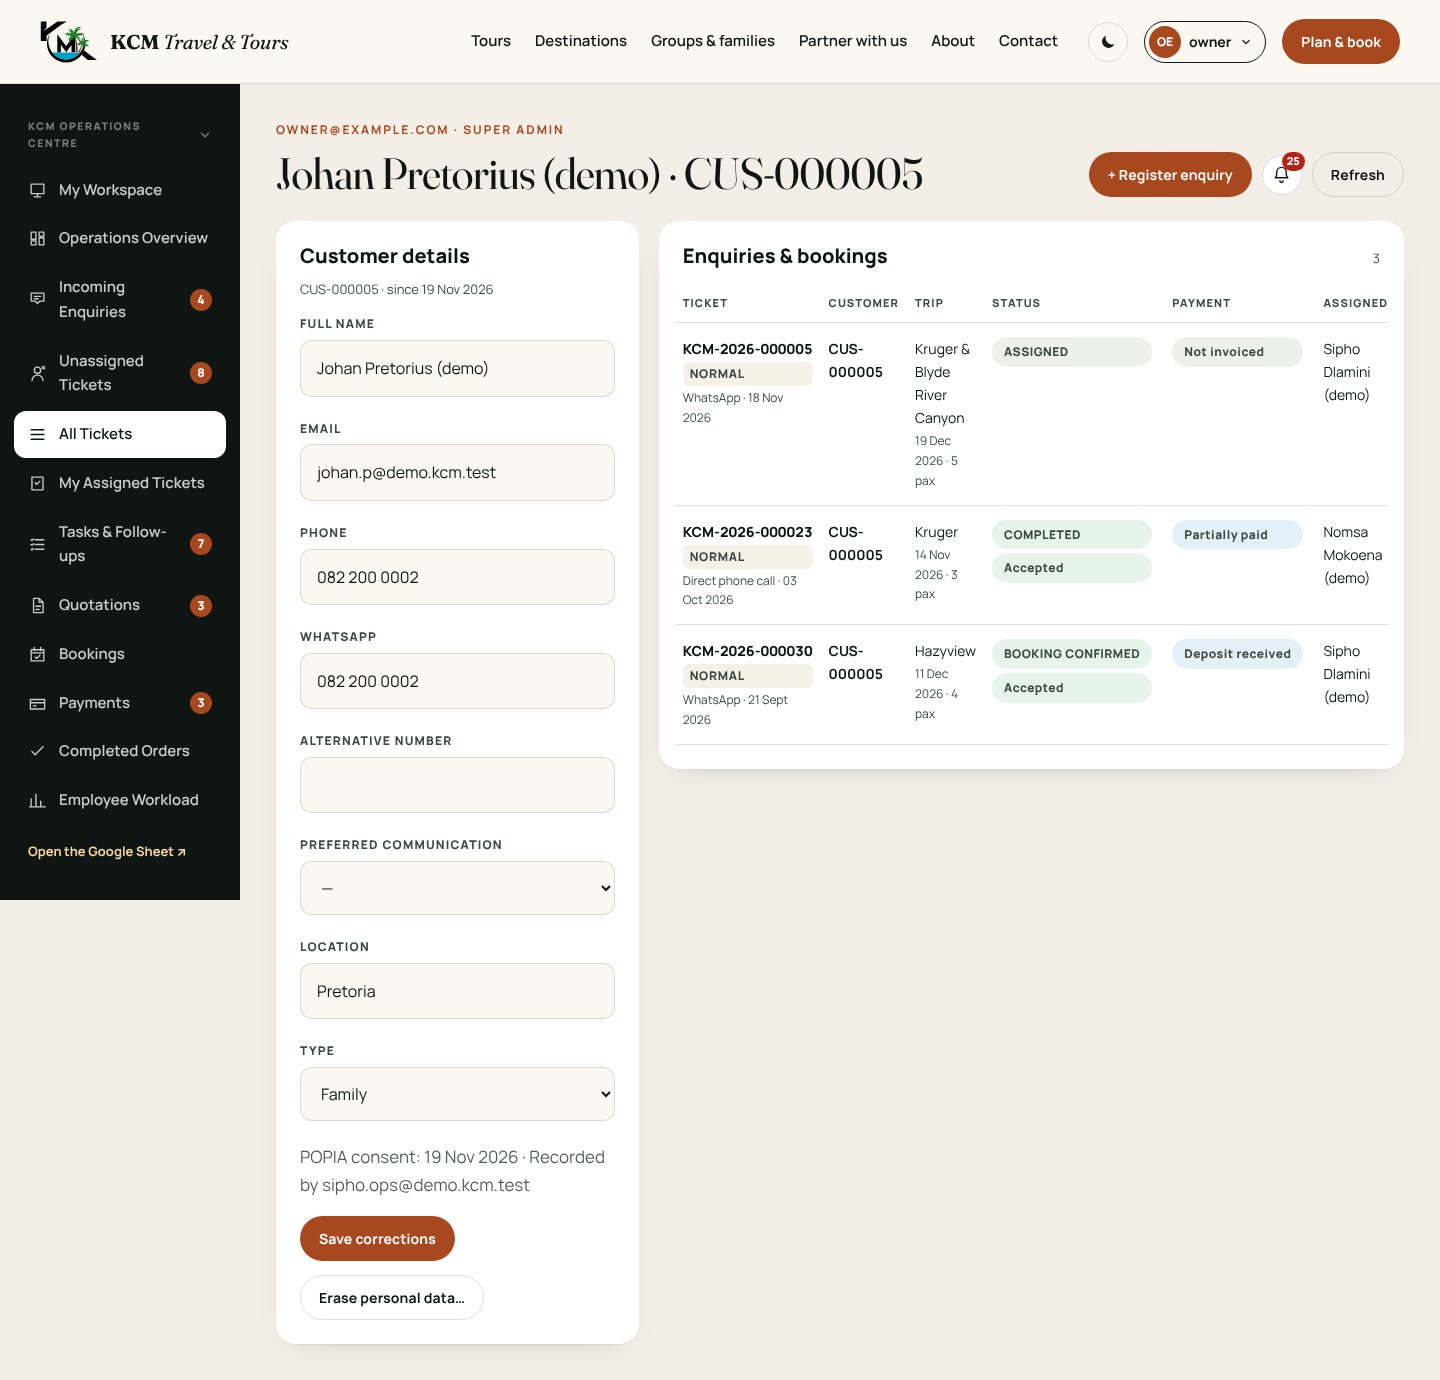 KCM Travel & Tours
Tours
Destinations
Groups & families
Partner with us
About
Contact
OE
owner
Plan & book
KCM OPERATIONS
CENTRE
My Workspace
Operations Overview
Incoming
Enquiries
4
Unassigned
Tickets
8
All Tickets
My Assigned Tickets
Tasks & Follow-
ups
7
Quotations
3
Bookings
Payments
3
Completed Orders
Employee Workload
Open the Google Sheet ↗
OWNER@EXAMPLE.COM · SUPER ADMIN
Johan Pretorius (demo) · CUS-000005
+ Register enquiry
25
Refresh
Customer details
CUS-000005 · since 19 Nov 2026
FULL NAME
Johan Pretorius (demo)
EMAIL
johan.p@demo.kcm.test
PHONE
082 200 0002
WHATSAPP
082 200 0002
ALTERNATIVE NUMBER
PREFERRED COMMUNICATION
—
LOCATION
Pretoria
TYPE
Family
POPIA consent: 19 Nov 2026 · Recorded
by sipho.ops@demo.kcm.test
Save corrections
Erase personal data…
Enquiries & bookings
3
TICKET CUSTOMER TRIP STATUS PAYMENT ASSIGNED
KCM-2026-000005
NORMAL
WhatsApp · 18 Nov
2026
CUS-
000005
Kruger &
Blyde
River
Canyon
19 Dec
2026 · 5
pax
ASSIGNED
Not invoiced
Sipho
Dlamini
(demo)
KCM-2026-000023
NORMAL
Direct phone call · 03
Oct 2026
CUS-
000005
Kruger
14 Nov
2026 · 3
pax
COMPLETED
Accepted
Partially paid
Nomsa
Mokoena
(demo)
KCM-2026-000030
NORMAL
WhatsApp · 21 Sept
2026
CUS-
000005
Hazyview
11 Dec
2026 · 4
pax
BOOKING CONFIRMED
Accepted
Deposit received
Sipho
Dlamini
(demo)